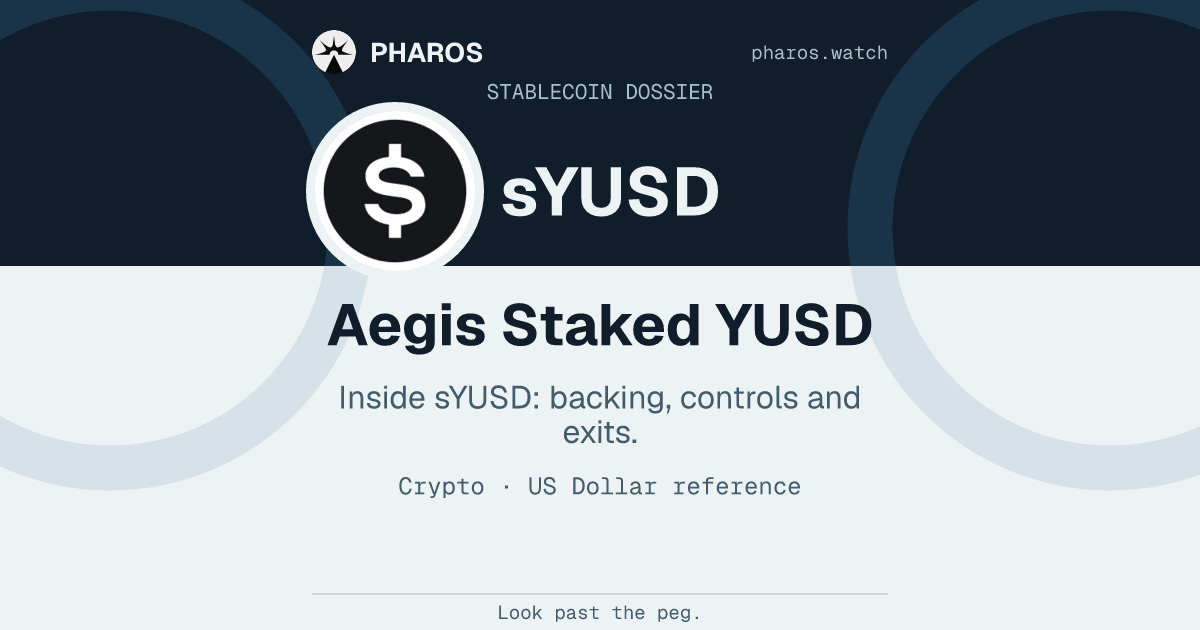 PHAROS
pharos.watch
STABLECOIN DOSSIER
$
sYUSD
Aegis Staked YUSD
Inside sYUSD: backing, controls and
exits.
Crypto · US Dollar reference
Look past the peg.